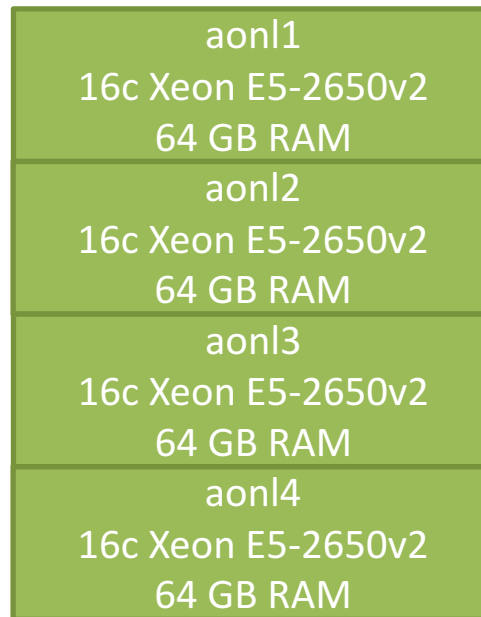 aonl1
16c Xeon E5-2650v2
64 GB RAM
aonl2
16c Xeon E5-2650v2
64 GB RAM
aonl3
16c Xeon E5-2650v2
64 GB RAM
aonl4
16c Xeon E5-2650v2
64 GB RAM